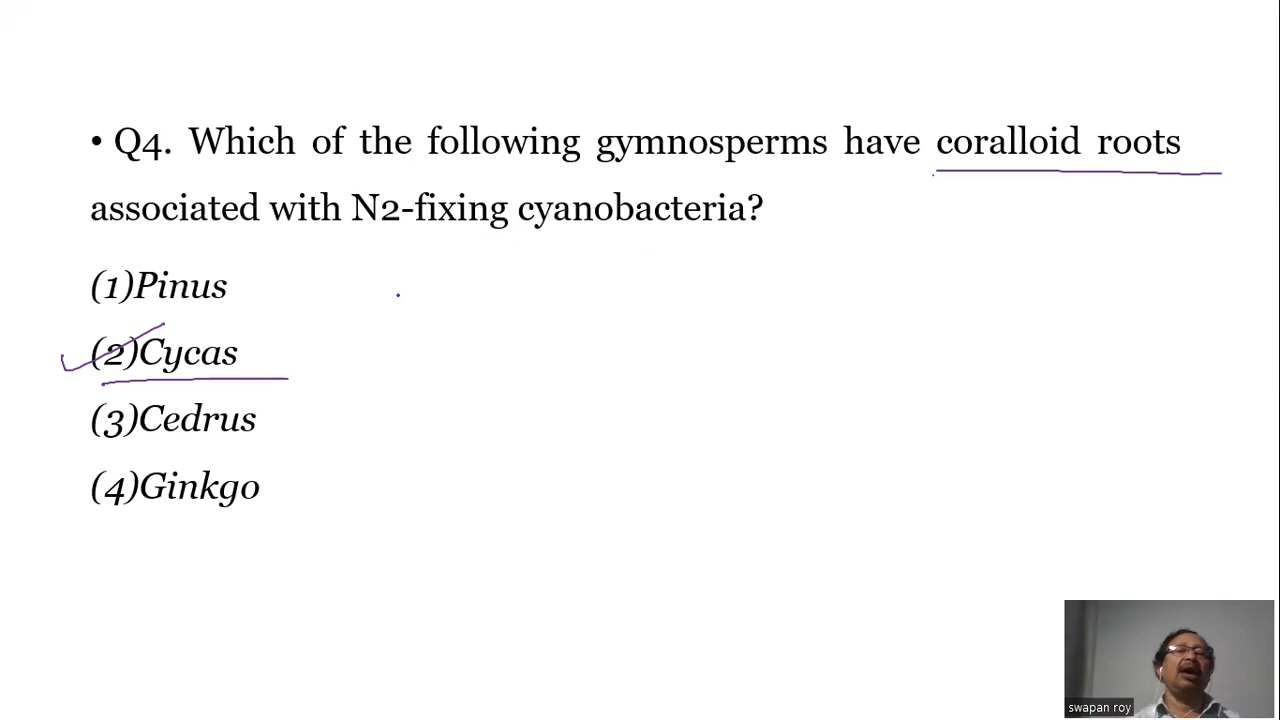 • Q4. Which of the following gymnosperms have coralloid roots
associated with N2-fixing cyanobacteria?
(1)Pinus
(2)Cycas
(3)Cedrus
(4)Ginkgo
swapan roy